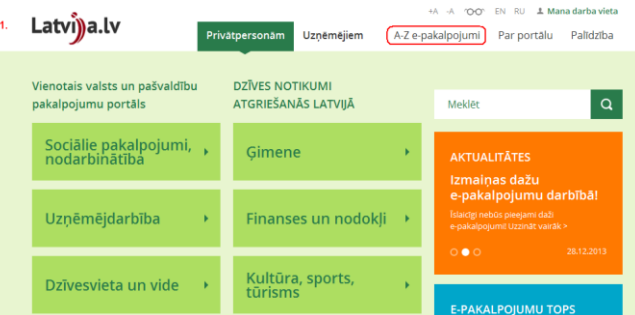 +A -A EN RU Mana darba vieta
1.
Latvija.lv
Privātpersonām Uzņēmējiem A-Z e-pakalpojumi Par portālu Palīdzība
Vienotais valsts un pašvaldību
pakalpojumu portāls
Sociālie pakalpojumi,
nodarbinātība
Uzņēmējdarbība
Dzīvesvieta un vide
DZĪVES NOTIKUMI
ATGRIEŠANĀS LATVIJĀ
Ģimene
Finanses un nodokļi
Kultūra, sports,
tūrisms
Meklēt
AKTUALITĀTES
Izmaiņas dažu
e-pakalpojumu darbībā!
Īslaicīgi nebūs pieejami daži
e-pakalpojumi! Uzzināt vairāk >
28.12.2013
E-PAKALPOJUMU TOPS